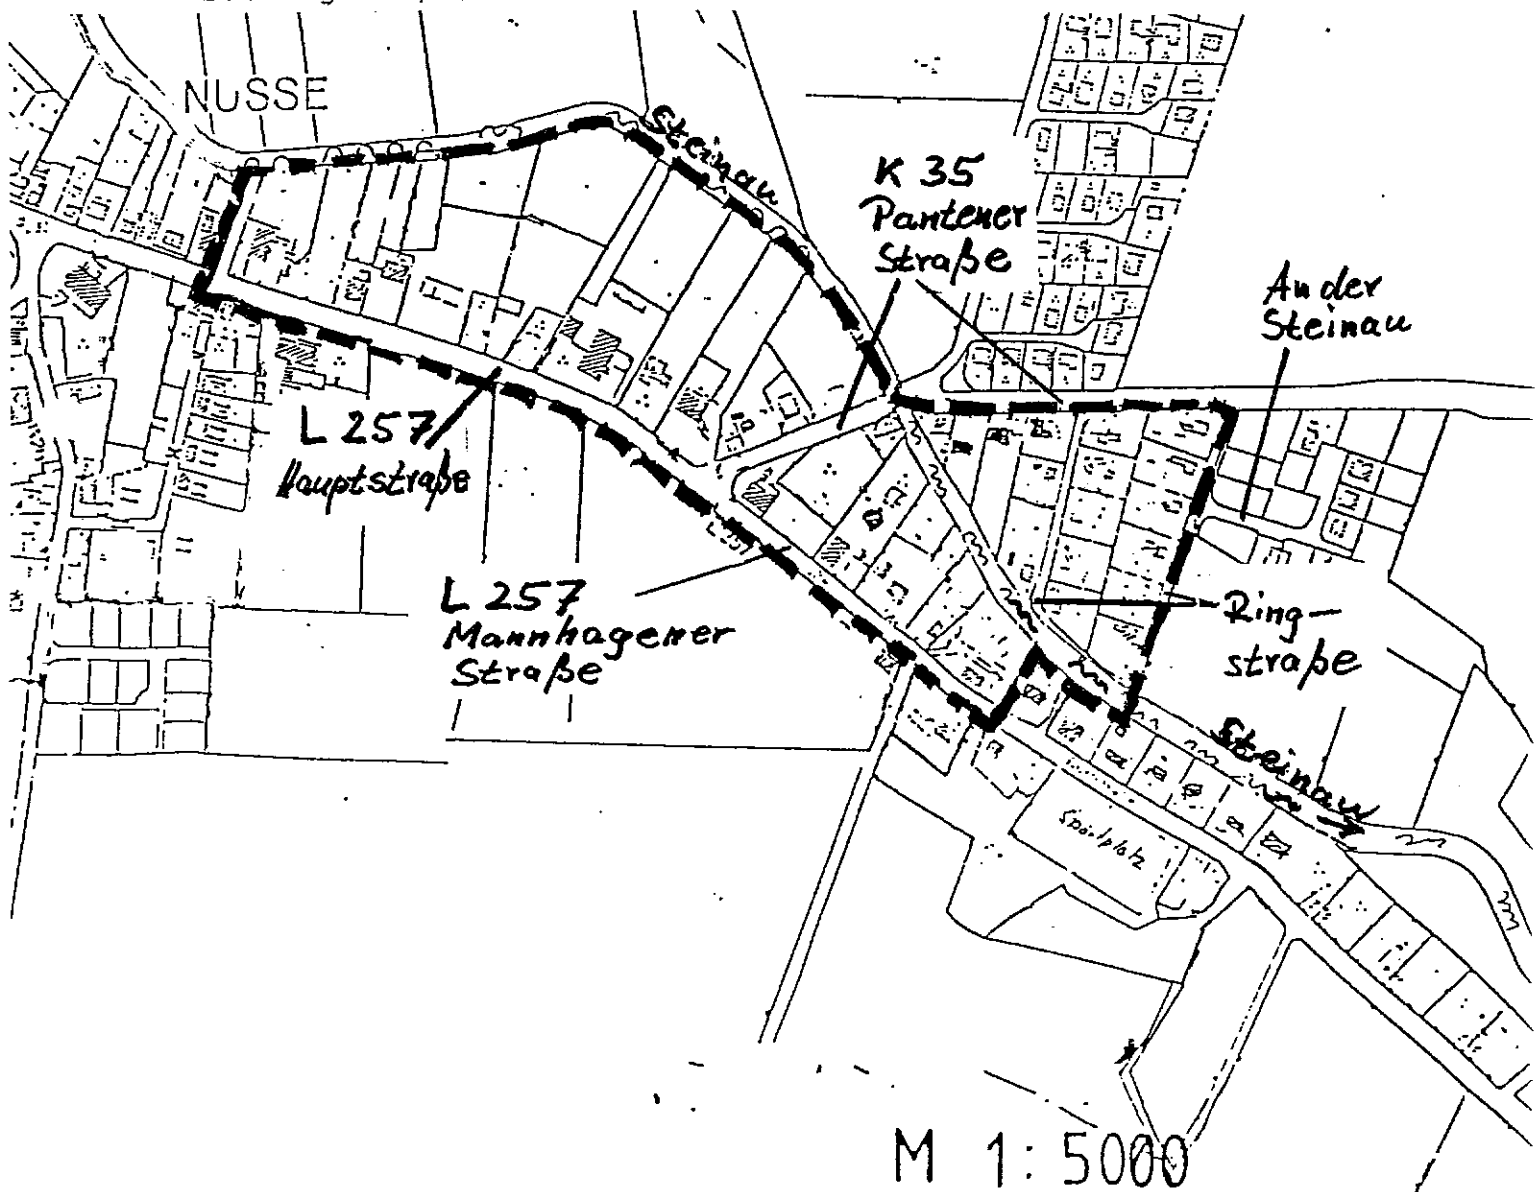 NUSSE
Steinau
K 35
Pantener
Straße
An der
Steinau
L 257
Hauptstraße
L 257
L 257
Mannhagener
Straße
Ring-
straße
Steinau
Spielplatz
M 1:5000